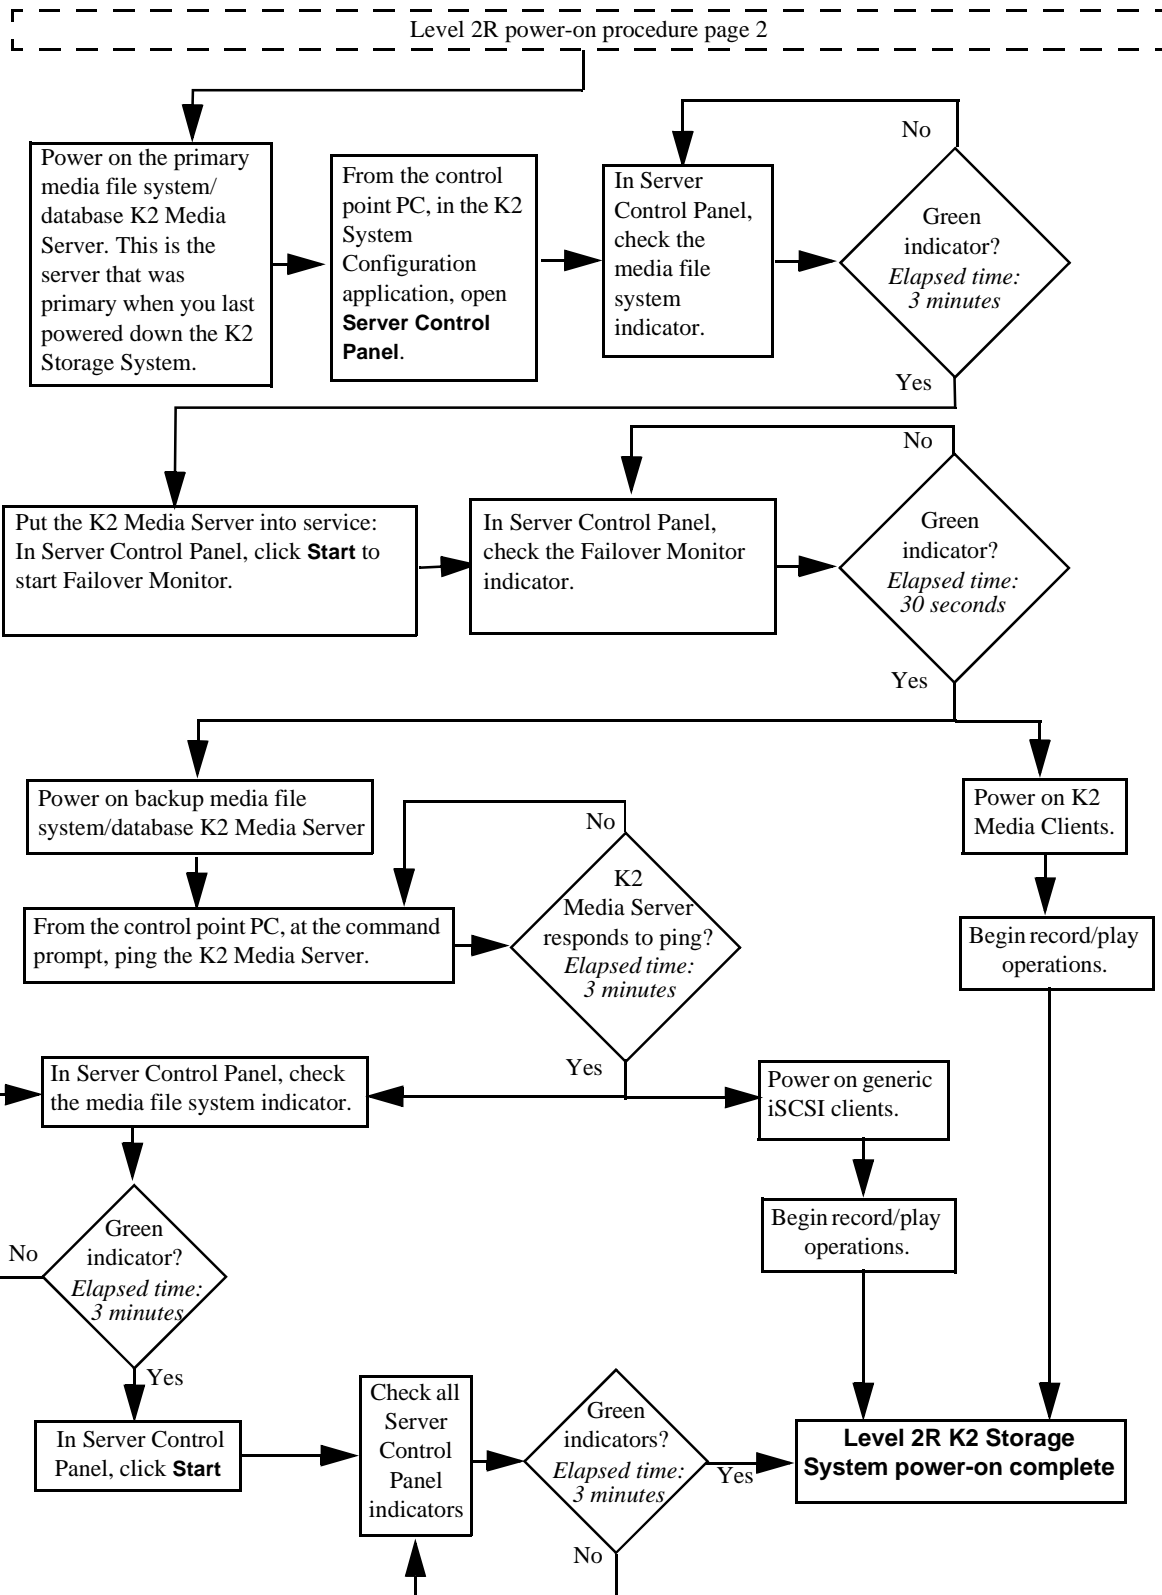 Level 2R power-on procedure page 2
Power on the primary
media file system/
database K2 Media
Server. This is the
server that was
primary when you last
powered down the K2
Storage System.
From the control
point PC, in the K2
System
Configuration
application, open
Server Control
Panel.
In Server
Control Panel,
check the
media file
system
indicator.
No
Green
indicator?
Elapsed time:
3 minutes
Yes
Put the K2 Media Server into service:
In Server Control Panel, click Start to
start Failover Monitor.
In Server Control Panel,
check the Failover Monitor
indicator.
No
Green
indicator?
Elapsed time:
30 seconds
Yes
Power on backup media file
system/database K2 Media Server
Power on K2
Media Clients.
From the control point PC, at the command
prompt, ping the K2 Media Server.
No
K2
Media Server
responds to ping?
Elapsed time:
3 minutes
Yes
Begin record/play
operations.
In Server Control Panel, check
the media file system indicator.
Power on generic
iSCSI clients.
Green
indicator?
Elapsed time:
3 minutes
No
Yes
Begin record/play
operations.
In Server Control
Panel, click Start
Check all
Server
Control
Panel
indicators
Green
indicators?
Elapsed time:
3 minutes
Yes
No
Level 2R K2 Storage
System power-on complete